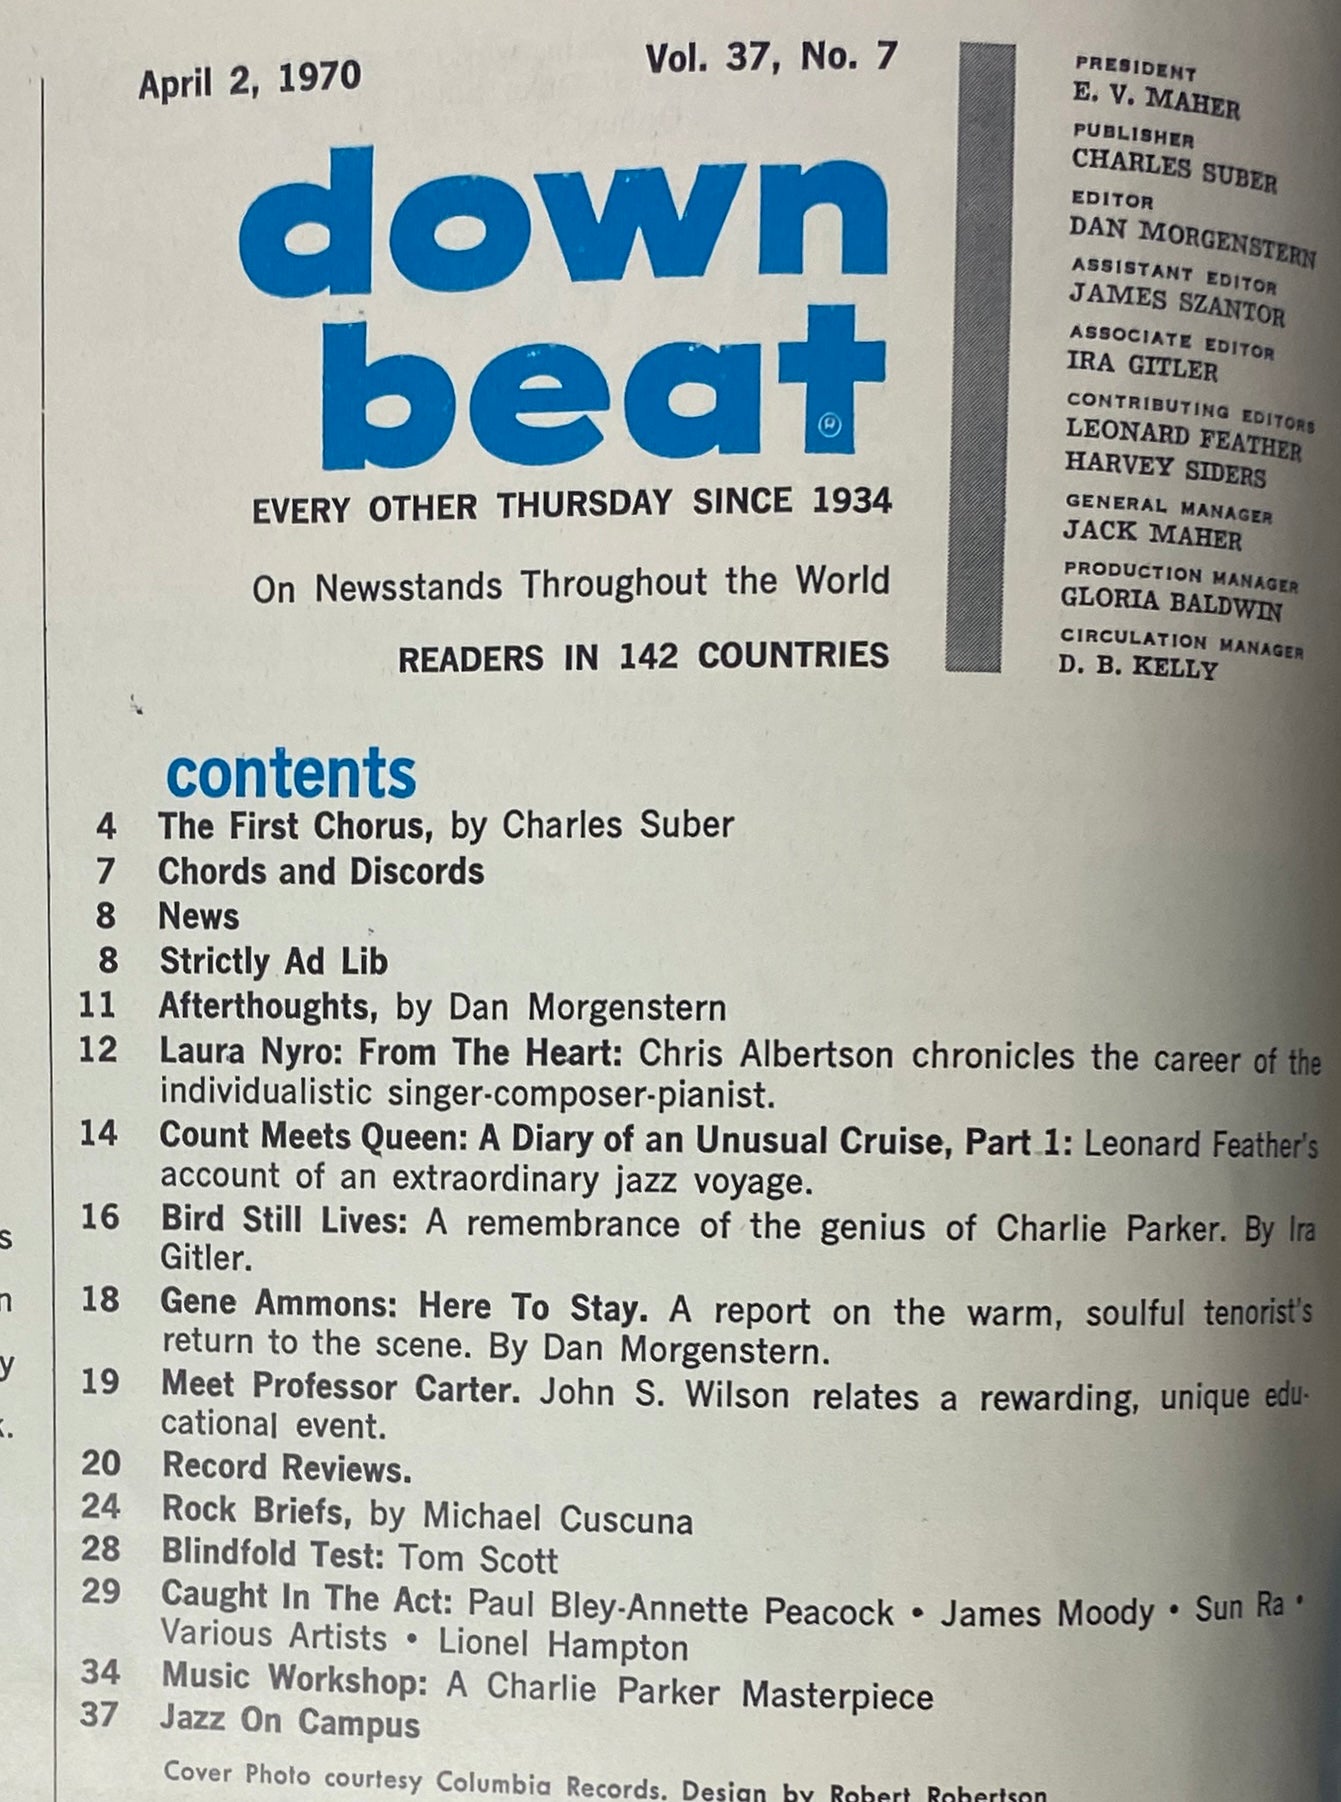 April 2, 1970
Vol. 37, No. 7
down
beat
®
EVERY OTHER THURSDAY SINCE 1934
On Newsstands Throughout the World
READERS IN 142 COUNTRIES
PRESIDENT
E. V. MAHER
PUBLISHER
CHARLES SUBER
EDITOR
DAN MORGENSTERN
ASSISTANT EDITOR
JAMES SZANTOR
ASSOCIATE EDITOR
IRA GITLER
CONTRIBUTING EDITORS
LEONARD FEATHER
HARVEY SIDERS
GENERAL MANAGER
JACK MAHER
PRODUCTION MANAGER
GLORIA BALDWIN
CIRCULATION MANAGER
D. B. KELLY
contents
4 The First Chorus, by Charles Suber
7 Chords and Discords
8 News
8 Strictly Ad Lib
11 Afterthoughts, by Dan Morgenstern
12 Laura Nyro: From The Heart: Chris Albertson chronicles the career of the
individualistic singer-composer-pianist.
14 Count Meets Queen: A Diary of an Unusual Cruise, Part 1: Leonard Feather's
account of an extraordinary jazz voyage.
16 Bird Still Lives: A remembrance of the genius of Charlie Parker. By Ira
Gitler.
18 Gene Ammons: Here To Stay. A report on the warm, soulful tenorist's
return to the scene. By Dan Morgenstern.
19 Meet Professor Carter. John S. Wilson relates a rewarding, unique edu-
cational event.
20 Record Reviews.
24 Rock Briefs, by Michael Cuscuna
28 Blindfold Test: Tom Scott
29 Caught In The Act: Paul Bley-Annette Peacock • James Moody • Sun Ra •
Various Artists • Lionel Hampton
34 Music Workshop: A Charlie Parker Masterpiece
37 Jazz On Campus
Cover Photo courtesy Columbia Records. Design by Robert Robertson